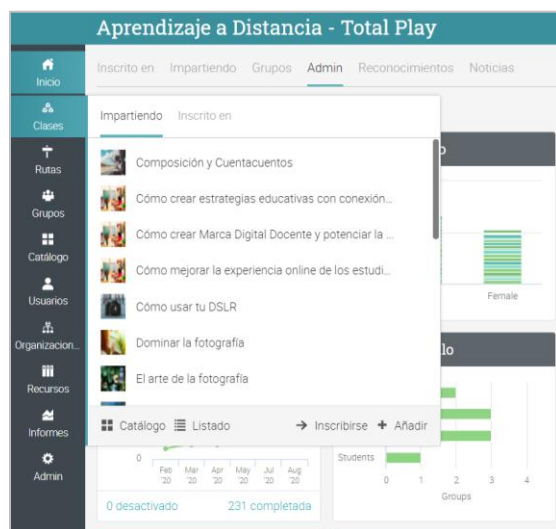 Aprendizaje a Distancia - Total Play
Inicio
Inscrito en Impartiendo Grupos Admin Reconocimientos Noticias
Clases
Rutas
Grupos
Catálogo
Usuarios
Organizacion...
Recursos
Informes
Admin
Impartiendo Inscrito en
Composición y Cuentacuentos
Cómo crear estrategias educativas con conexión...
Cómo crear Marca Digital Docente y potenciar la ...
Cómo mejorar la experiencia online de los estudi...
Cómo usar tu DSLR
Dominar la fotografía
El arte de la fotografía
Catálogo Listado Inscribirse Añadir
Female
lo
0
Feb '20 Mar '20 Apr '20 May '20 Jul '20 Aug '20
0 desactivado 231 completada
Students
0 1 2 3 4
Groups